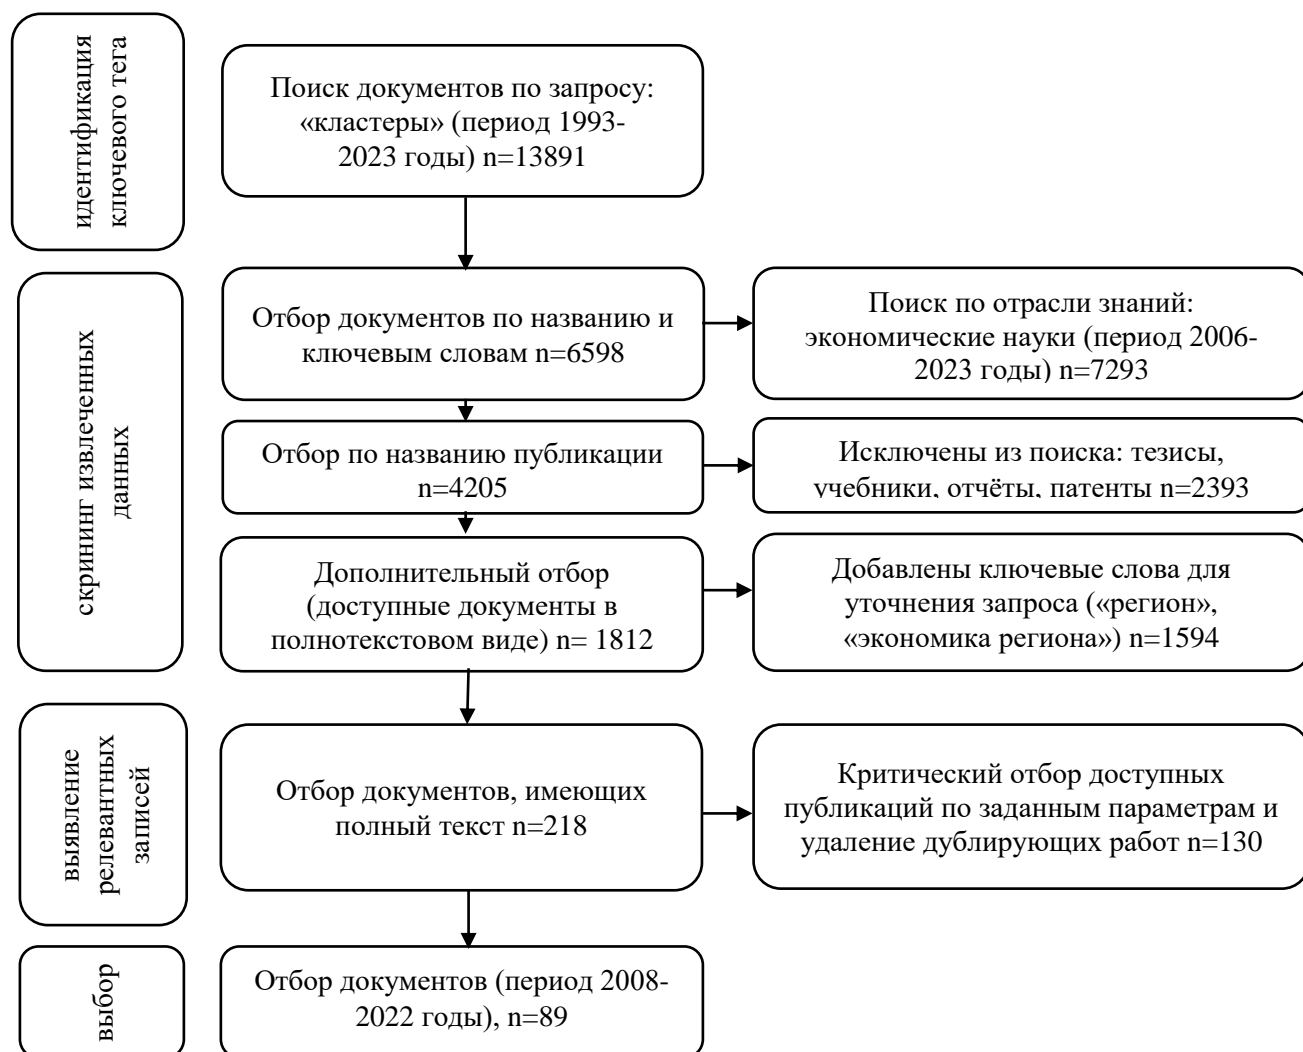 идентификация
ключевого тега
Поиск документов по запросу:
«кластеры» (период 1993-
2023 годы) n=13891
скрининг извлеченных
данных
Отбор документов по названию и
ключевым словам n=6598
Поиск по отрасли знаний:
экономические науки (период 2006-
2023 годы) n=7293
Отбор по названию публикации
n=4205
Исключены из поиска: тезисы,
учебники, отчёты, патенты n=2393
Дополнительный отбор
(доступные документы в
полнотекстовом виде) n= 1812
Добавлены ключевые слова для
уточнения запроса («регион»,
«экономика региона») n=1594
выявление
релевантных
записей
Отбор документов, имеющих
полный текст n=218
Критический отбор доступных
публикаций по заданным параметрам и
удаление дублирующих работ n=130
выбор
Отбор документов (период 2008-
2022 годы), n=89